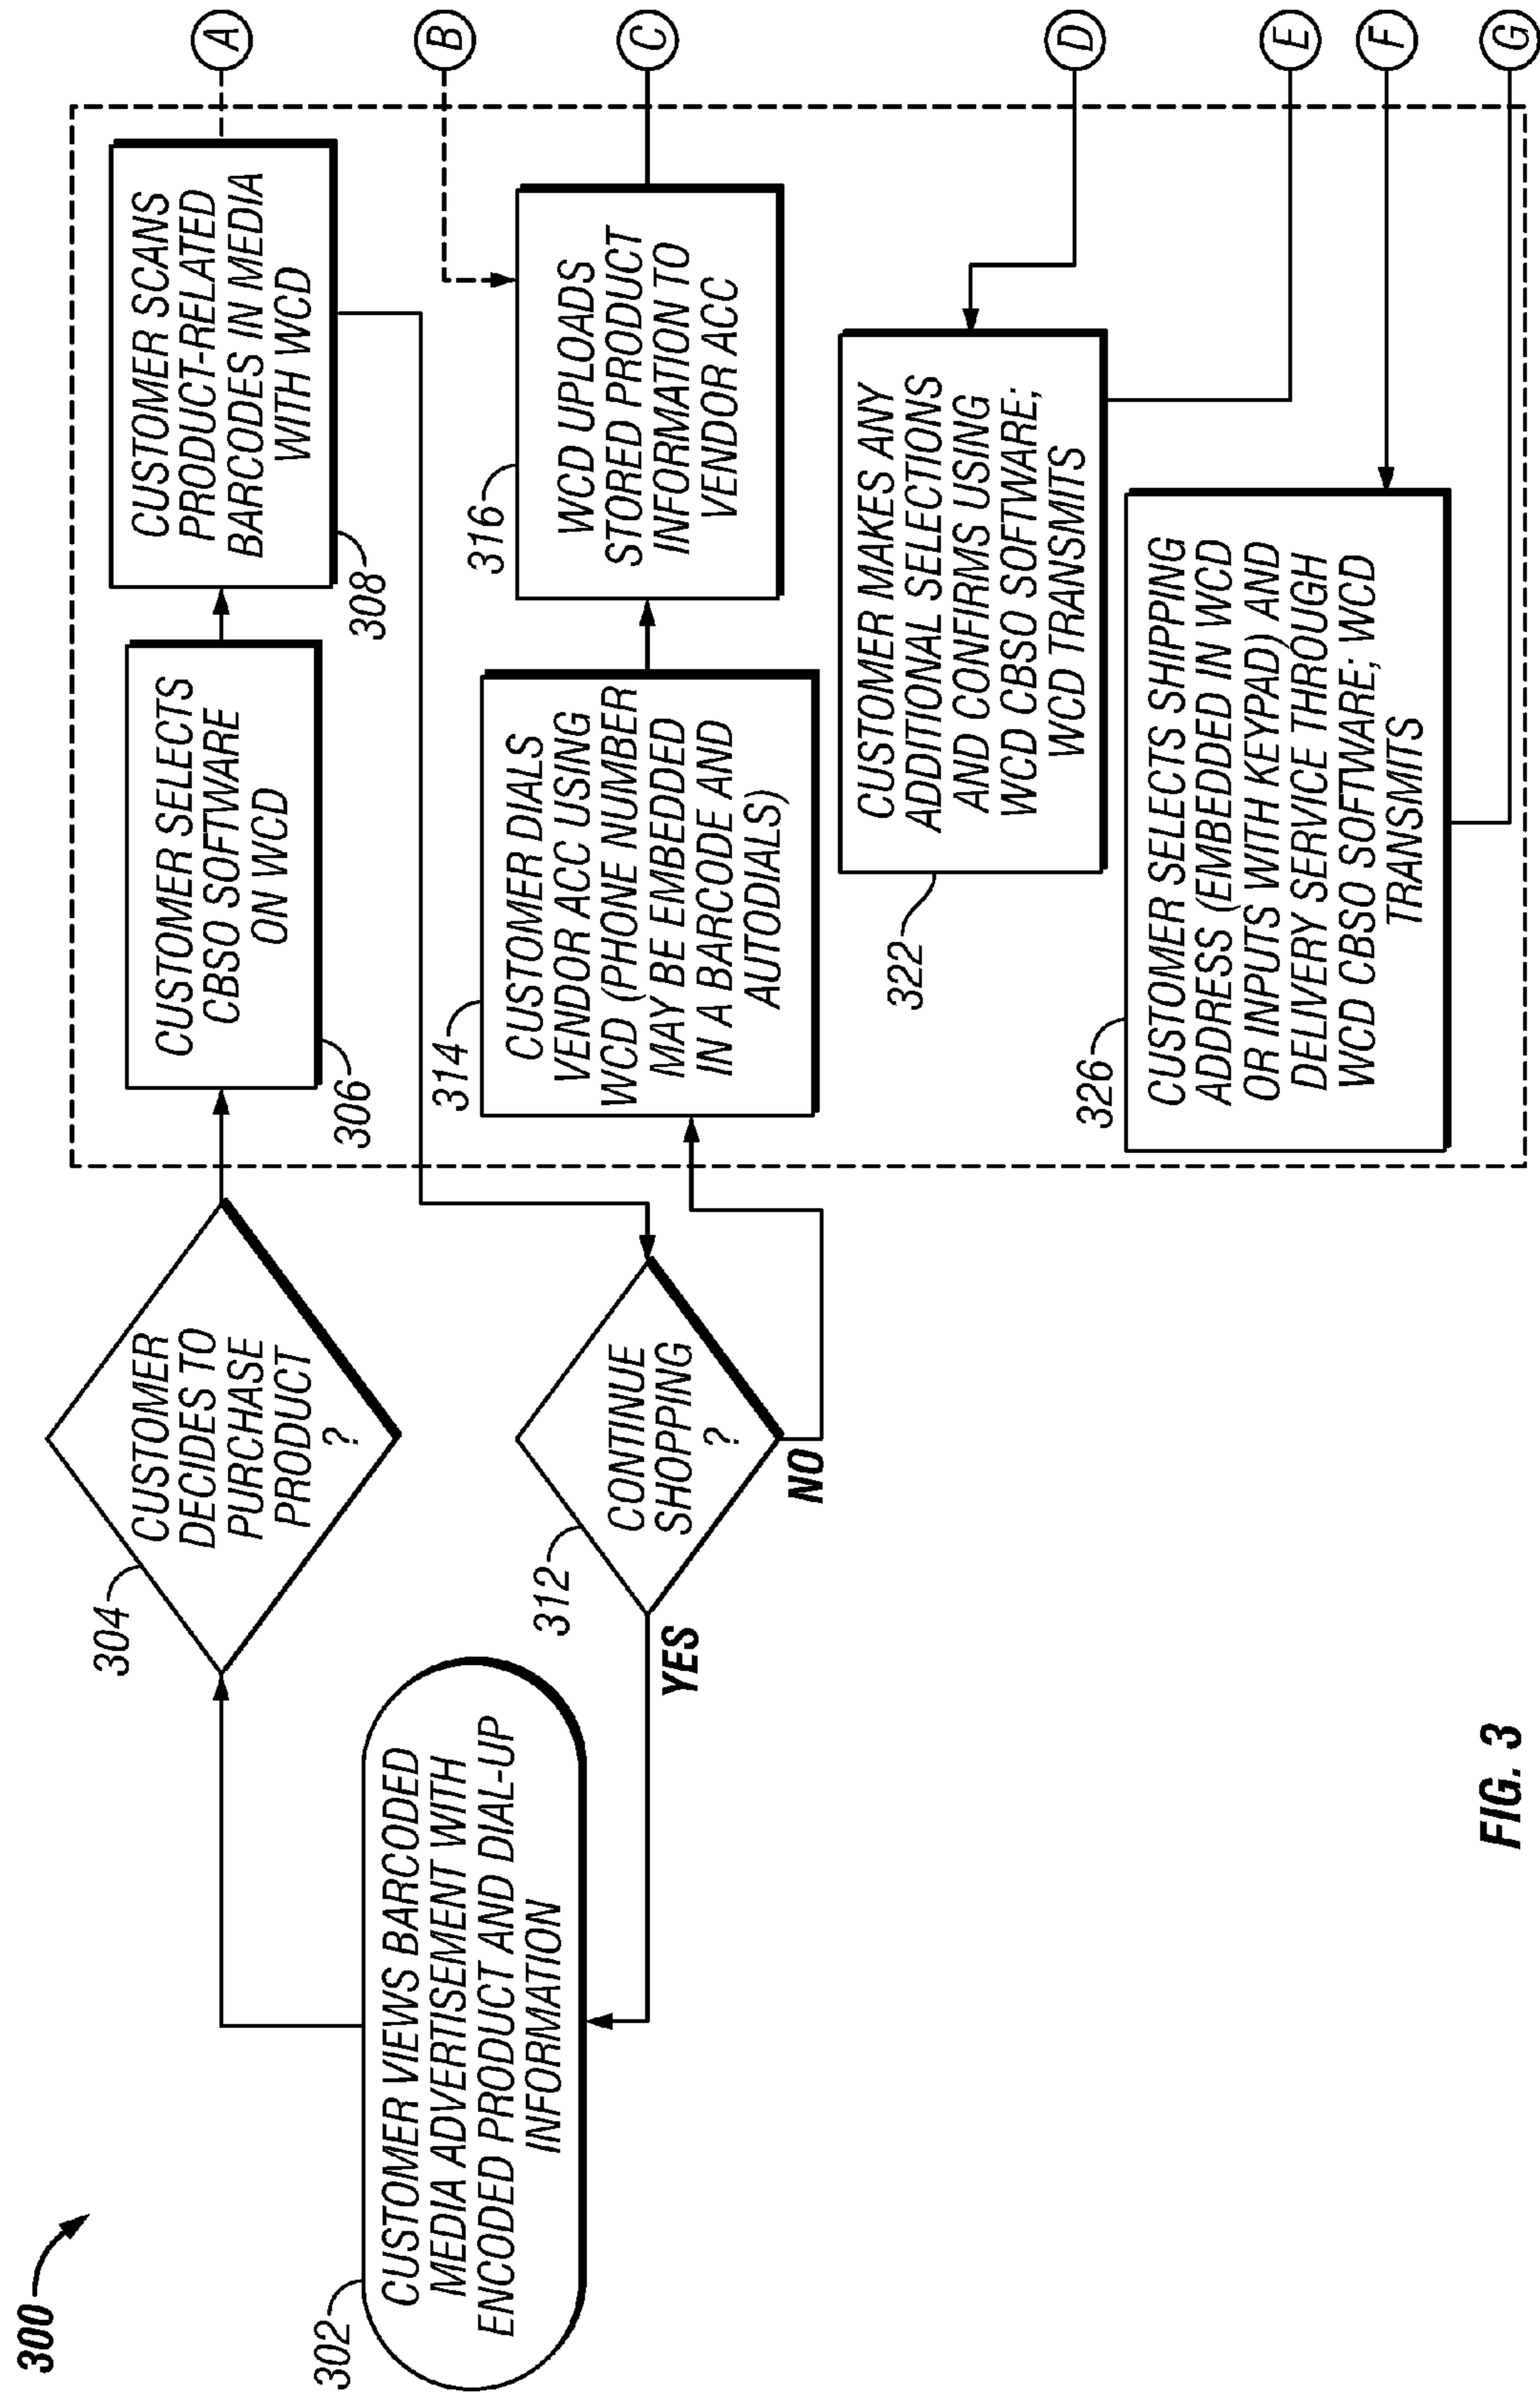 300
302
CUSTOMER VIEWS BARCODED
MEDIA ADVERTISEMENT WITH
ENCODED PRODUCT AND DIAL-UP
INFORMATION
304
CUSTOMER
DECIDES TO
PURCHASE
PRODUCT
?
306
CUSTOMER SELECTS
CBSO SOFTWARE
ON WCD
308
CUSTOMER SCANS
PRODUCT-RELATED
BARCODES IN MEDIA
WITH WCD
A
B
312
CONTINUE
SHOPPING
?
YES
NO
314
CUSTOMER DIALS
VENDOR ACC USING
WCD (PHONE NUMBER
MAY BE EMBEDDED
IN A BARCODE AND
AUTODIALS)
316
WCD UPLOADS
STORED PRODUCT
INFORMATION TO
VENDOR ACC
C
322
CUSTOMER MAKES ANY
ADDITIONAL SELECTIONS
AND CONFIRMS USING
WCD CBSO SOFTWARE;
WCD TRANSMITS
D
E
326
CUSTOMER SELECTS SHIPPING
ADDRESS (EMBEDDED IN WCD
OR INPUTS WITH KEYPAD) AND
DELIVERY SERVICE THROUGH
WCD CBSO SOFTWARE; WCD
TRANSMITS
F
G
FIG. 3